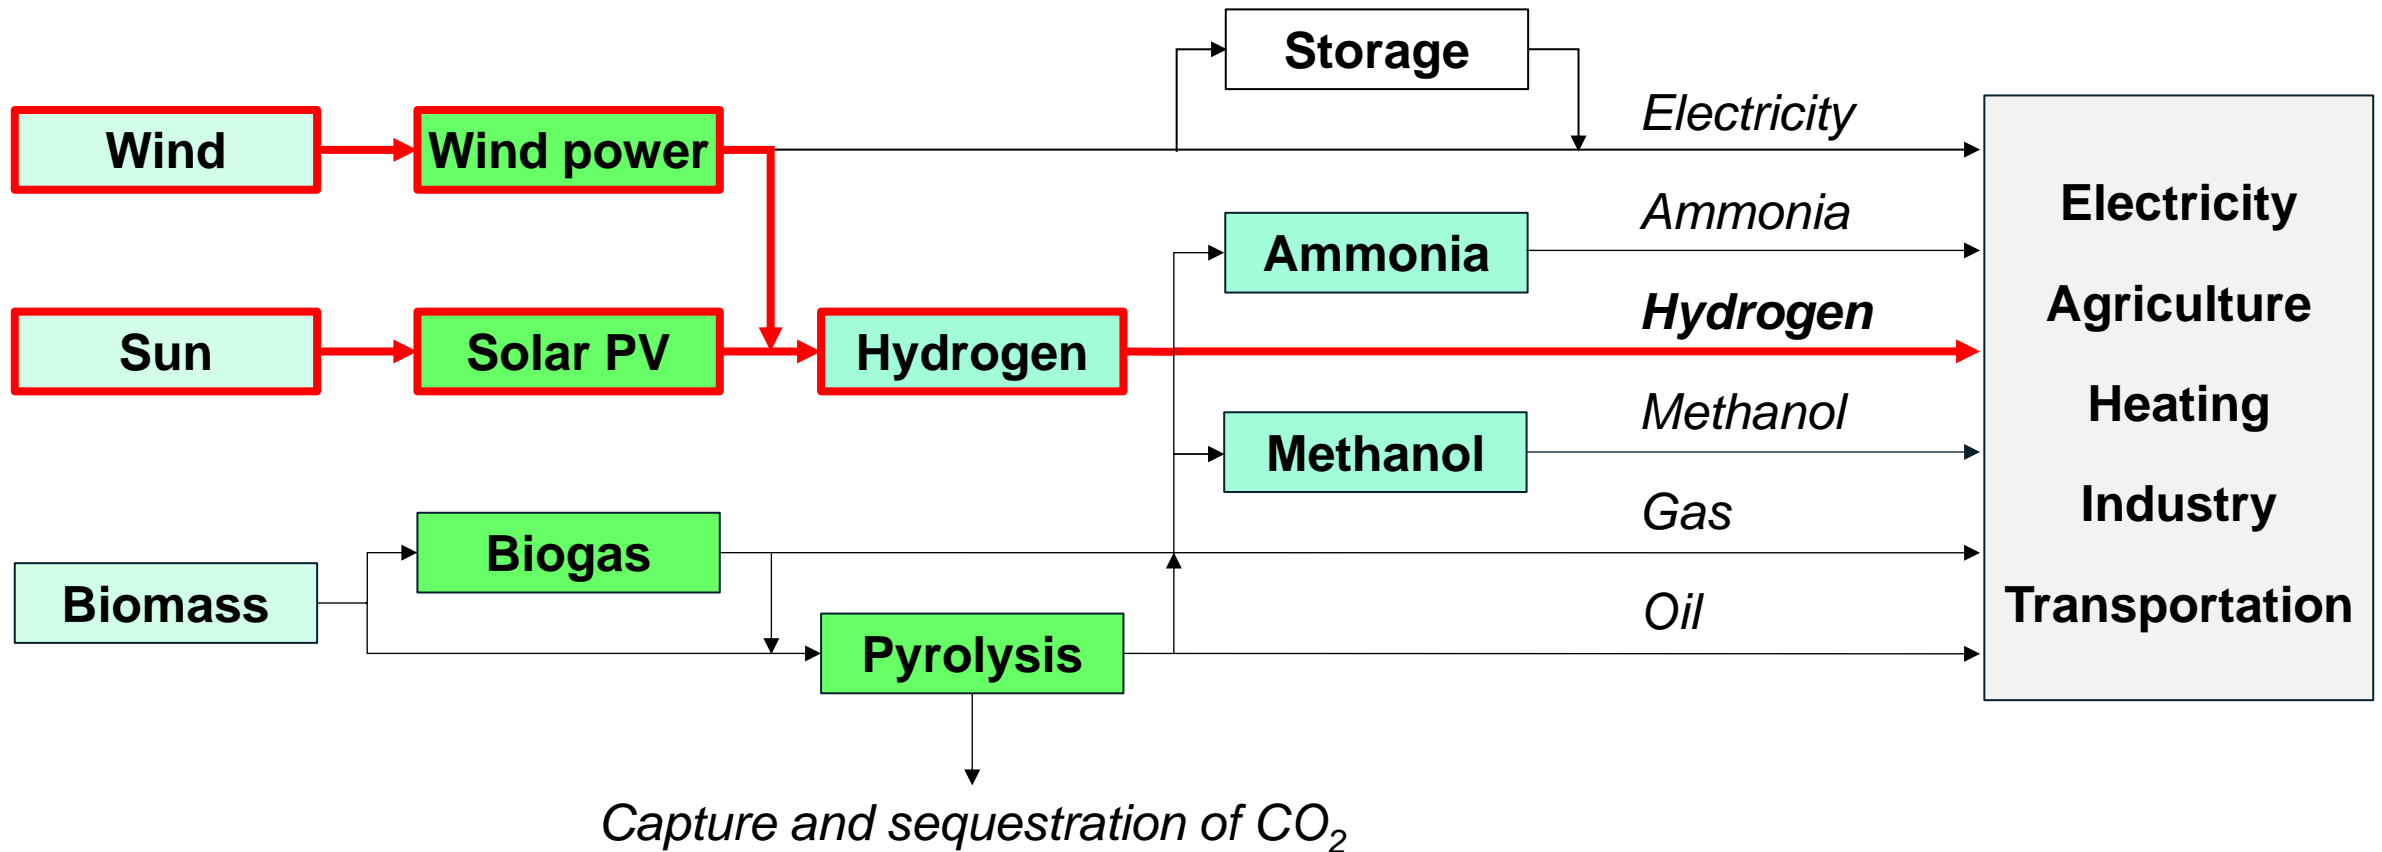 Storage
Electricity
Wind
Wind power
Ammonia
Ammonia
Hydrogen
Sun
Solar PV
Hydrogen
Methanol
Methanol
Gas
Biogas
Biomass
Oil
Pyrolysis
Electricity
Agriculture
Heating
Industry
Transportation
Capture and sequestration of CO₂